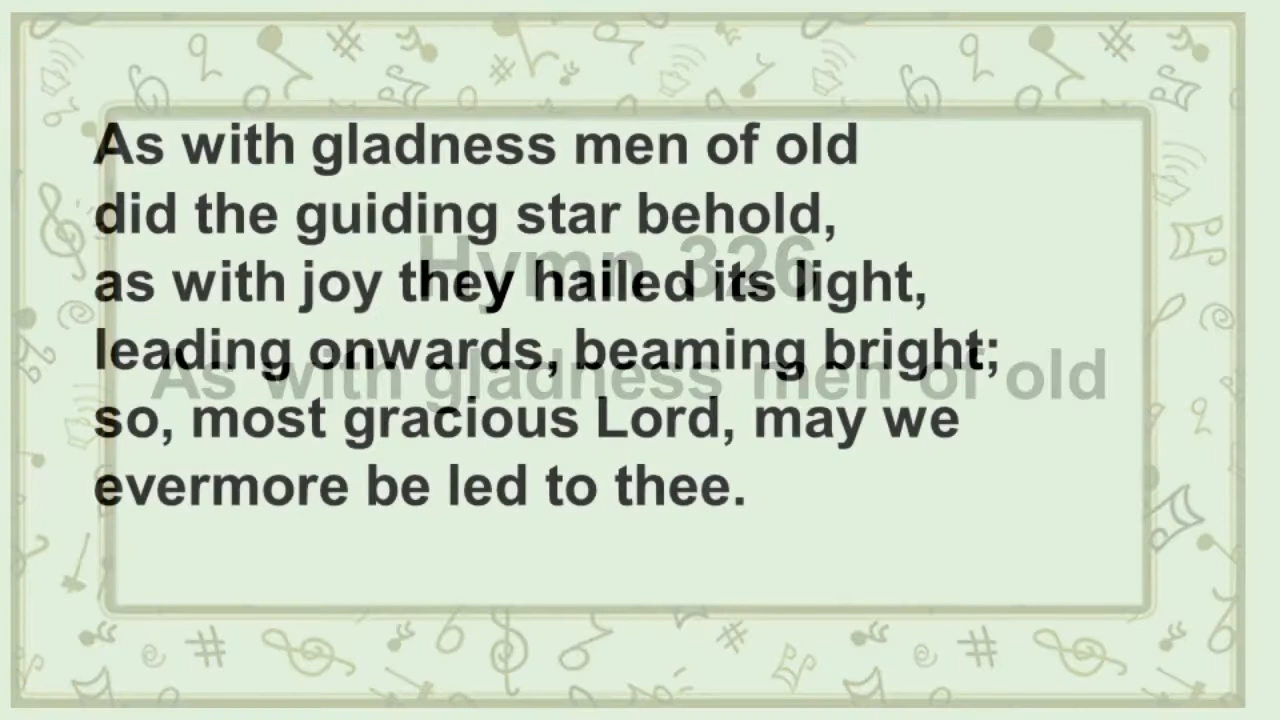 As with gladness men of old
did the guiding star behold,
as with joy they hailed its light,
leading onwards, beaming bright;
so, most gracious Lord, may we
evermore be led to thee.
Hymn 326
As with gladness men of old